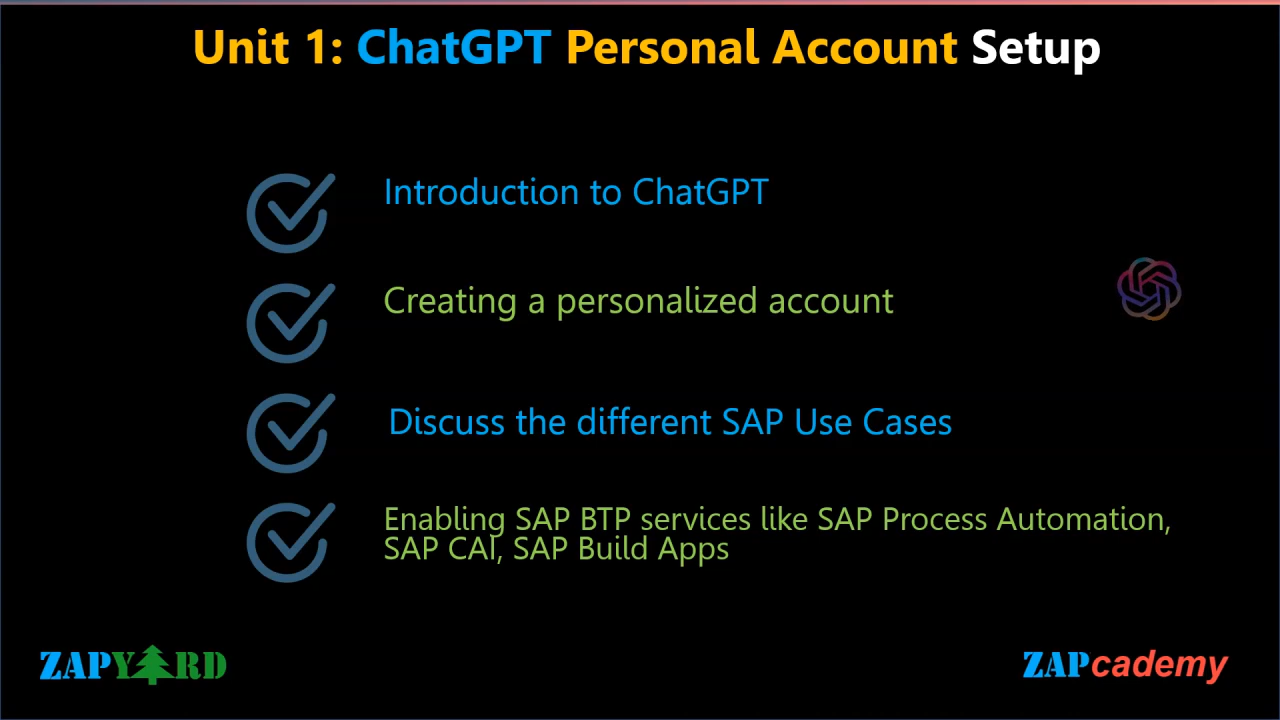 Unit 1: ChatGPT Personal Account Setup
Introduction to ChatGPT
Creating a personalized account
Discuss the different SAP Use Cases
Enabling SAP BTP services like SAP Process Automation,
SAP CAI, SAP Build Apps
ZAPYARD
ZAPcademy